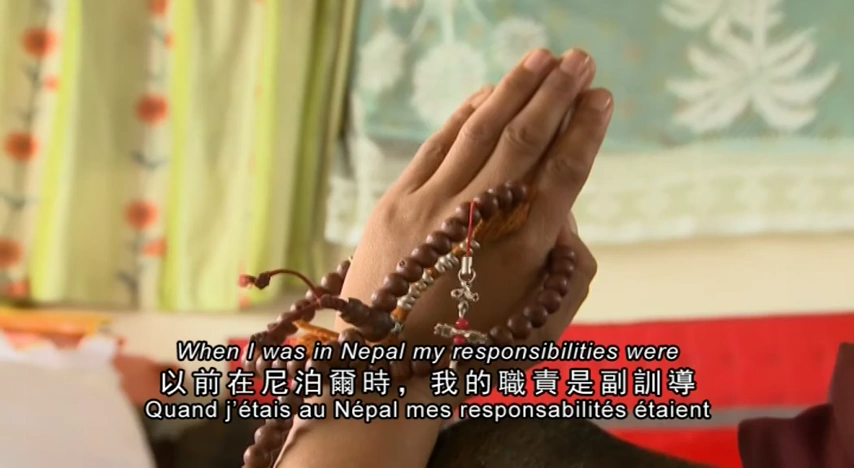 When I was in Nepal my responsibilities were
以前在尼泊爾時，我的職責是副訓導
Quand j'étais au Népal mes responsabilités étaient